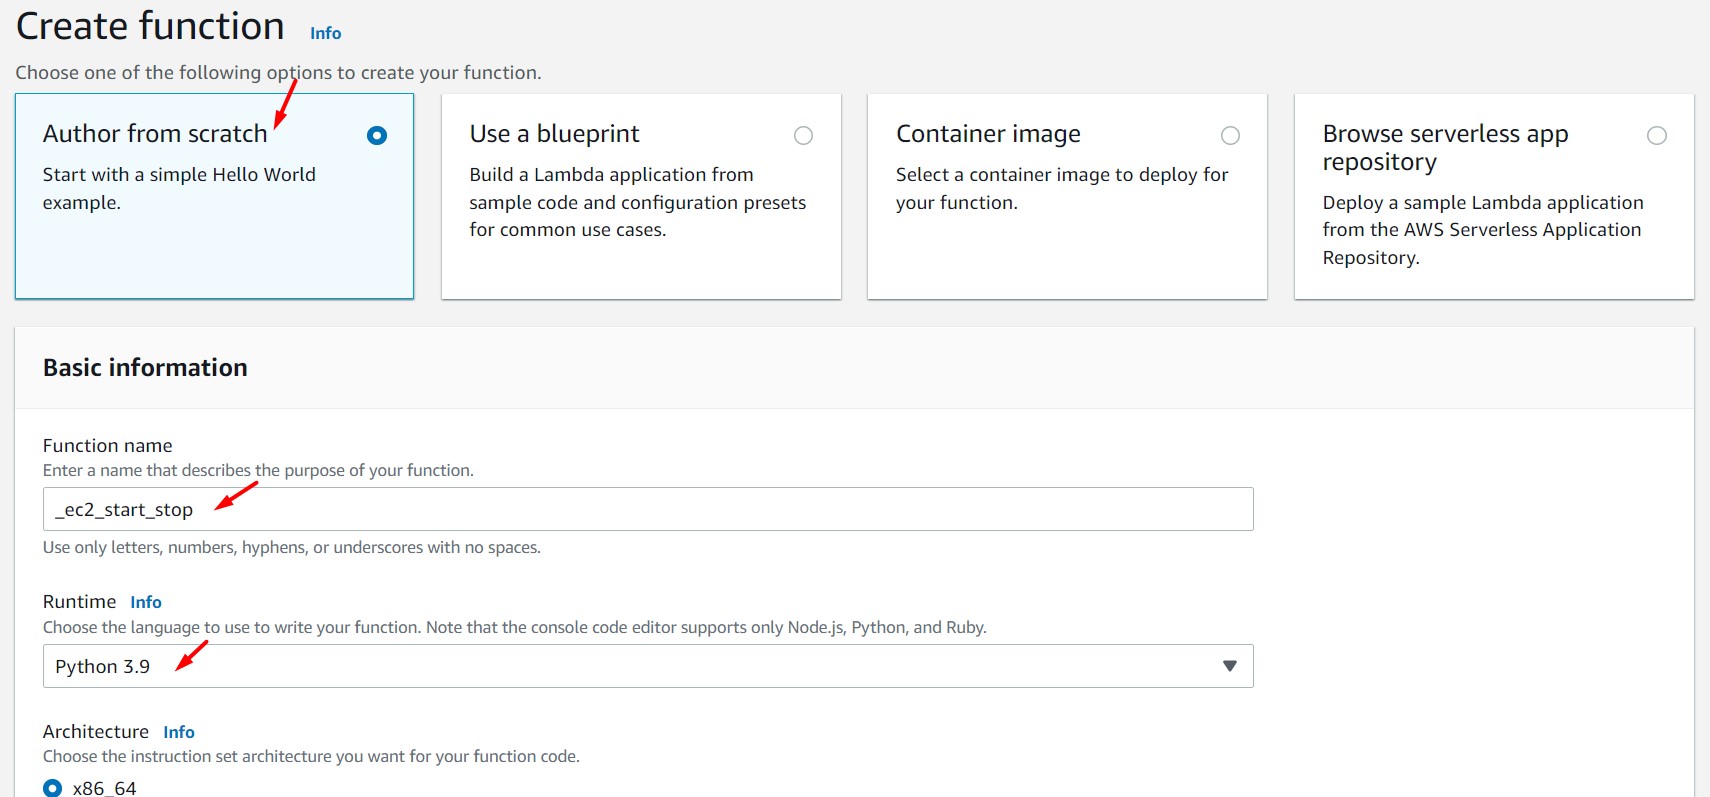 Create function Info
Choose one of the following options to create your function.
Author from scratch
Start with a simple Hello World
example.
Use a blueprint
Build a Lambda application from
sample code and configuration presets
for common use cases.
Container image
Select a container image to deploy for
your function.
Browse serverless app
repository
Deploy a sample Lambda application
from the AWS Serverless Application
Repository.
Basic information
Function name
Enter a name that describes the purpose of your function.
_ec2_start_stop
Use only letters, numbers, hyphens, or underscores with no spaces.
Runtime Info
Choose the language to use to write your function. Note that the console code editor supports only Node.js, Python, and Ruby.
Python 3.9
Architecture Info
Choose the instruction set architecture you want for your function code.
x86_64